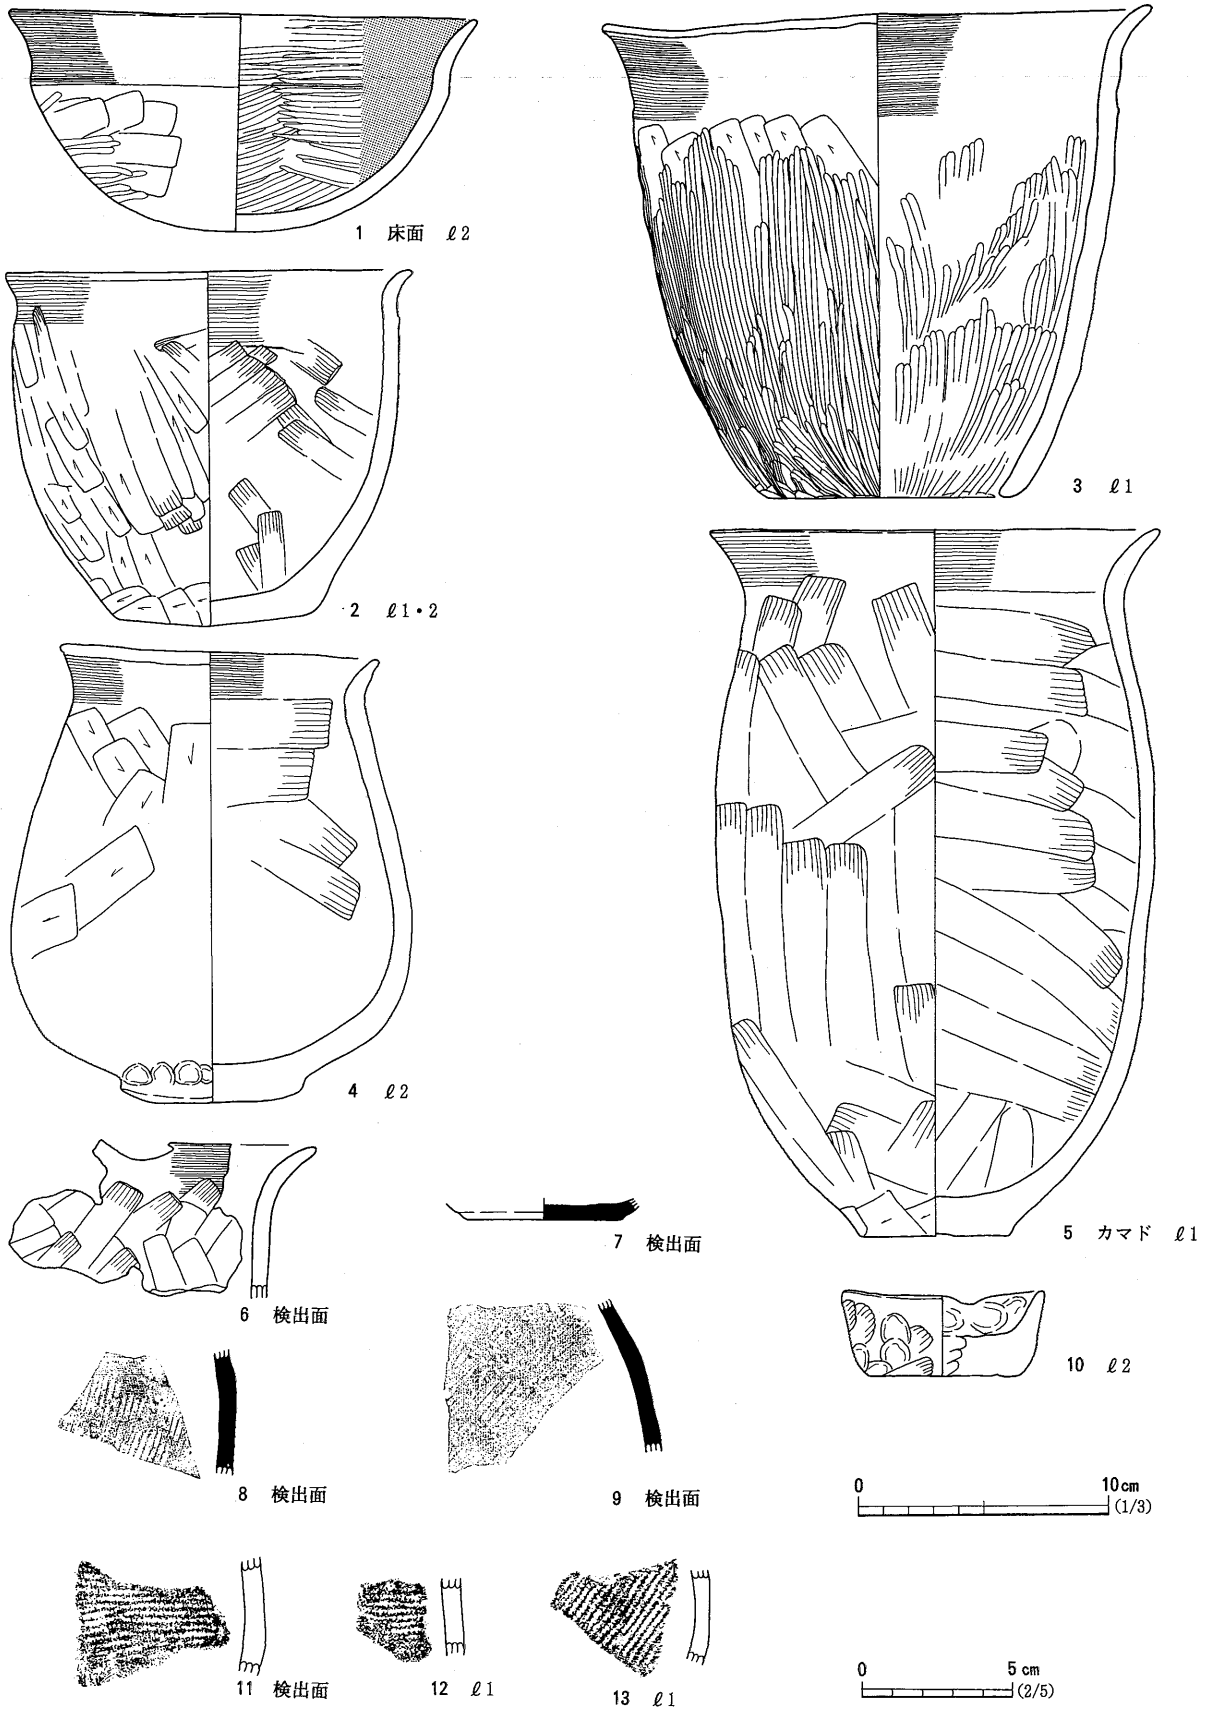 1 床面 ℓ2
2 ℓ1・2
3 ℓ1
4 ℓ2
5 カマド ℓ1
6 検出面
7 検出面
8 検出面
9 検出面
10 ℓ2
0 10cm
(1/3)
11 検出面
12 ℓ1
13 ℓ1
0 5cm
(2/5)